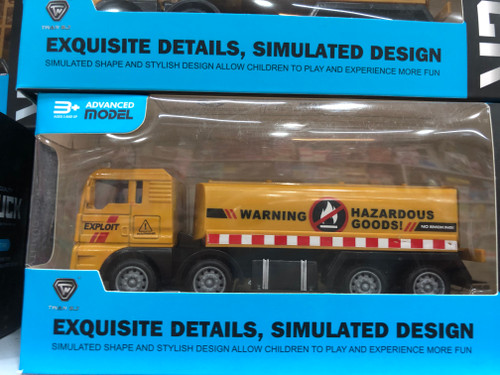 EXQUISITE DETAILS, SIMULATED DESIGN
SIMULATED SHAPE AND STYLISH DESIGN ALLOW CHILDREN TO PLAY AND EXPERIENCE MORE FUN
3+
ADVANCED
MODEL
WARNING
HAZARDOUS
GOODS!
EXPLOIT
EXQUISITE DETAILS, SIMULATED DESIGN
SIMULATED SHAPE AND STYLISH DESIGN ALLOW CHILDREN TO PLAY AND EXPERIENCE MORE FUN